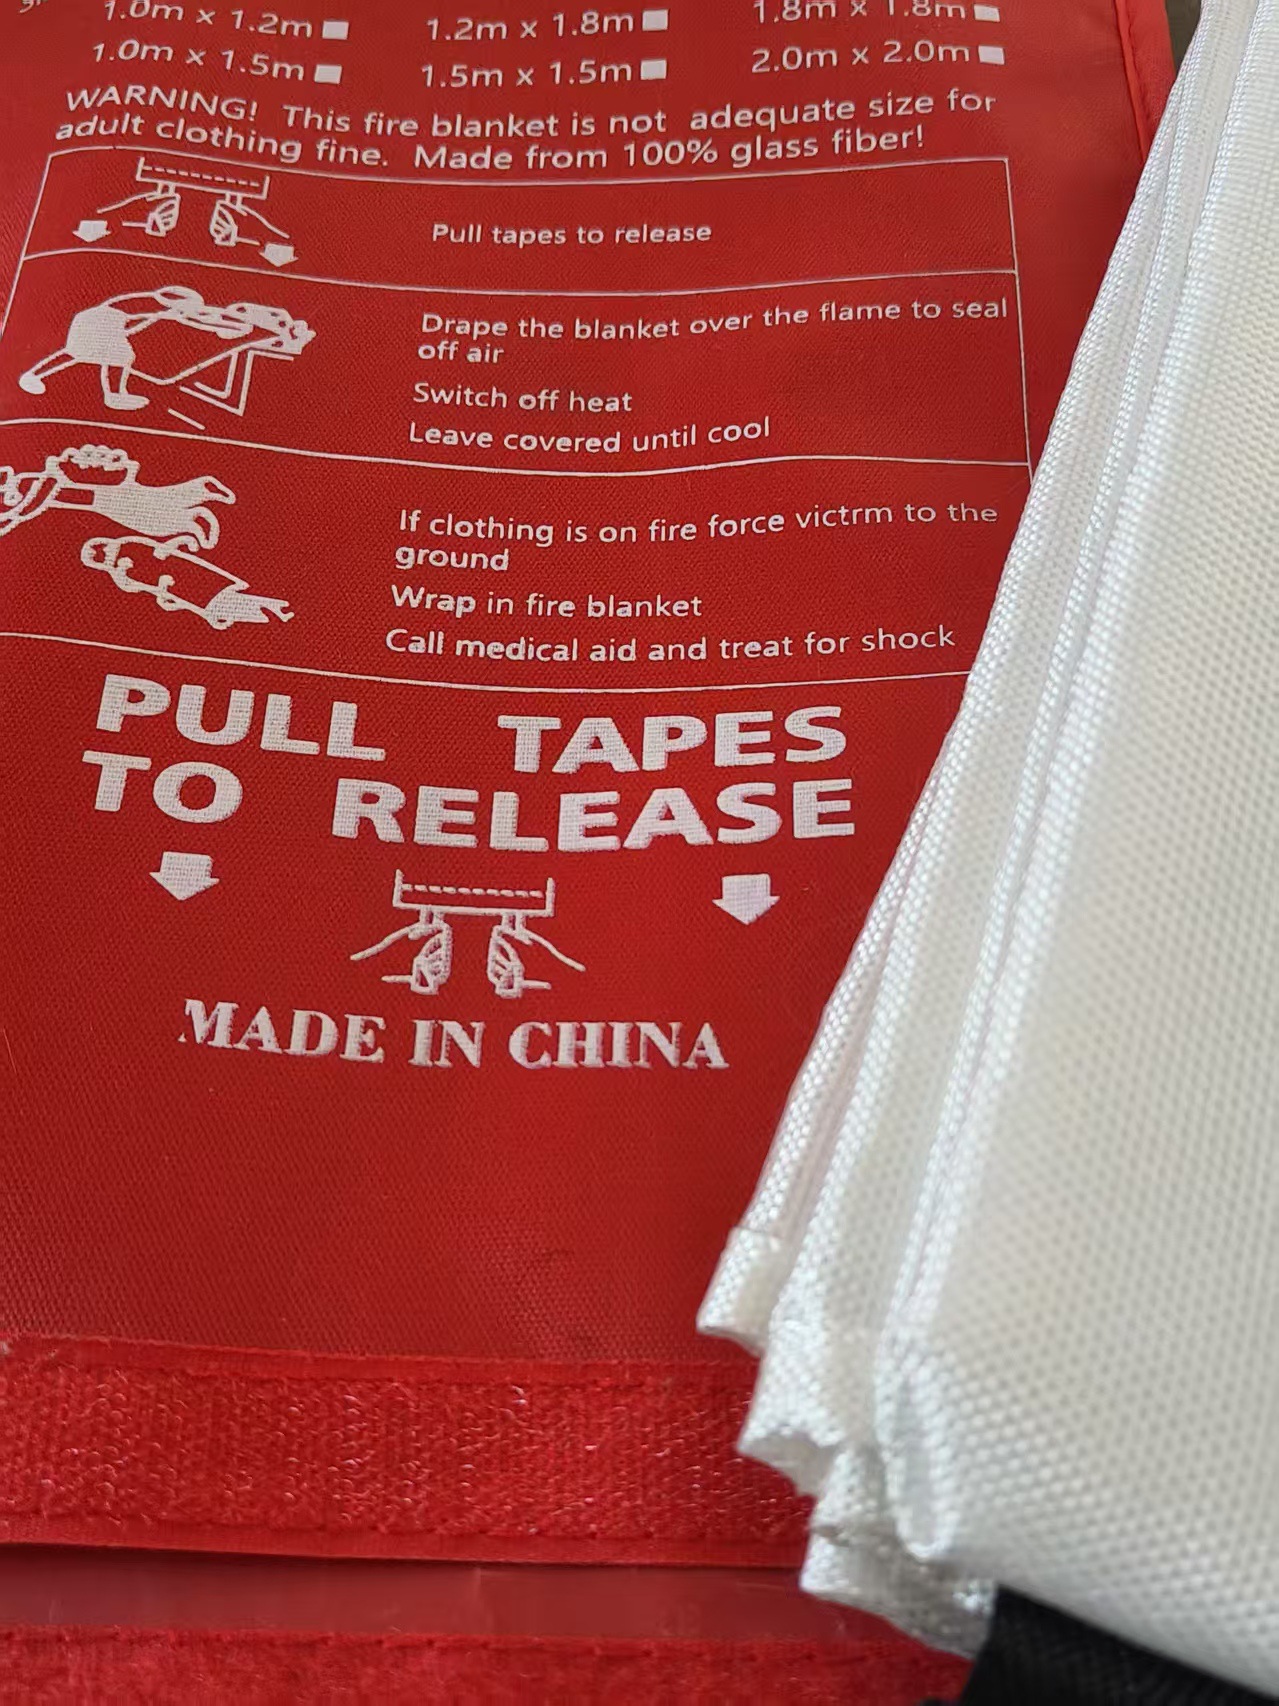 1.0m x 1.2m 1.2m x 1.8m 1.8m x 1.8m
1.0m x 1.5m 1.5m x 1.5m 2.0m x 2.0m
WARNING! This fire blanket is not adequate size for
adult clothing fine. Made from 100% glass fiber!
Pull tapes to release
Drape the blanket over the flame to seal
off air
Switch off heat
Leave covered until cool
If clothing is on fire force victrm to the
ground
Wrap in fire blanket
Call medical aid and treat for shock
PULL TAPES
TO RELEASE
MADE IN CHINA